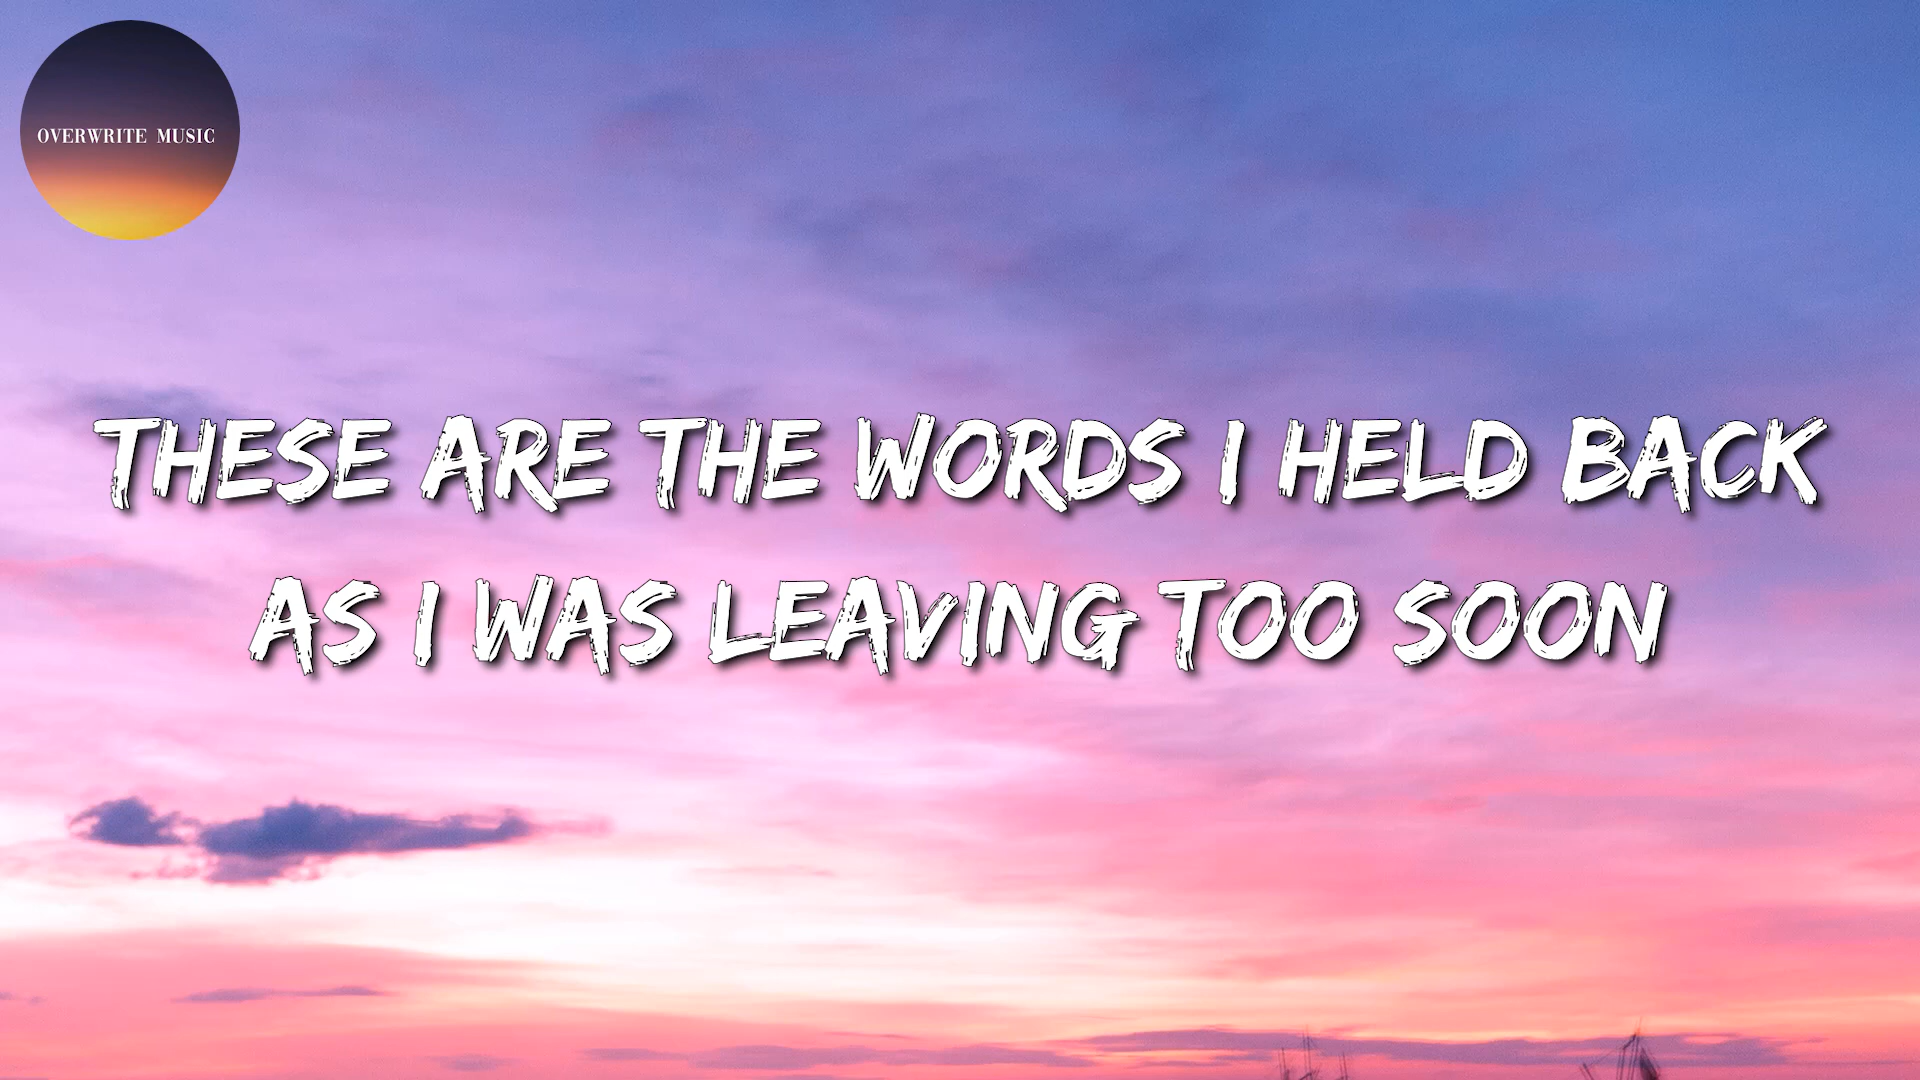 OVERWRITE MUSIC
THESE ARE THE WORDS I HELD BACK
AS I WAS LEAVING TOO SOON